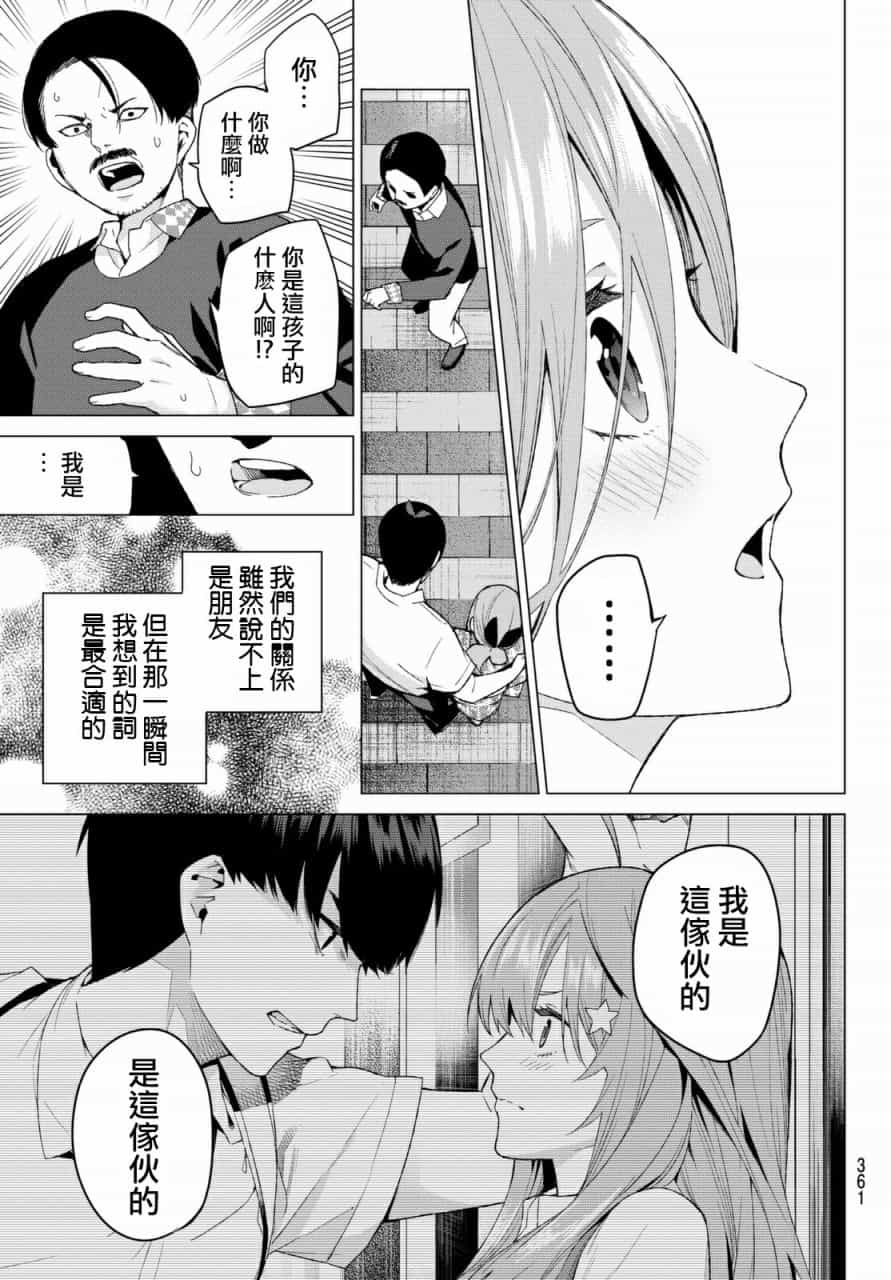 ……
你…
你做
什麼啊…
你是這孩子的
什麽人啊!?
我是
…
我們的關係
雖然說不上
是朋友
但在那一瞬間
我想到的詞
是最合適的
我是
這傢伙的
是這傢伙的
361